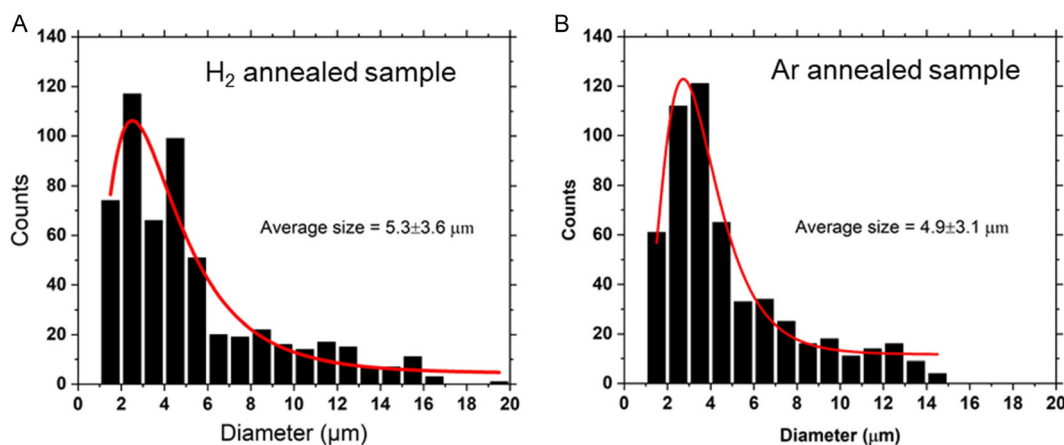 A
140
120
100
80
60
40
20
0
Counts
H₂ annealed sample
Average size = 5.3±3.6 μm
0 2 4 6 8 10 12 14 16 18 20
Diameter (μm)
B
140
120
100
80
60
40
20
0
Counts
Ar annealed sample
Average size = 4.9±3.1 μm
0 2 4 6 8 10 12 14 16 18 20
Diameter (μm)